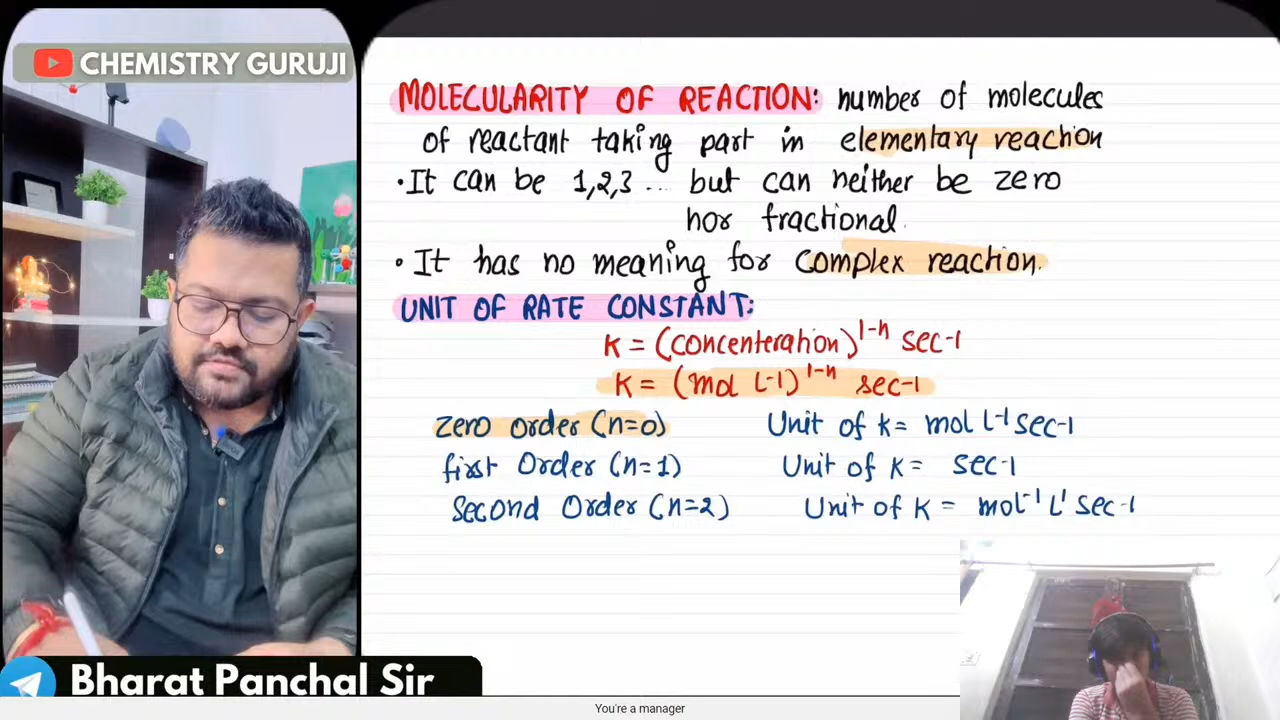 CHEMISTRY GURUJI
MOLECULARITY OF REACTION: number of molecules
of reactant taking part in elementary reaction
•It can be 1,2,3 ... but can neither be zero
nor fractional.
• It has no meaning for complex reaction.
UNIT OF RATE CONSTANT:
K = (concenteration)^1-n sec-1
K = (mol L-1)^1-n sec-1
zero order (n=0) Unit of K= mol L-1 sec-1
first Order (n=1) Unit of K= sec-1
Second Order (n=2) Unit of K = mol-1 L1 sec-1
Bharat Panchal Sir
You're a manager